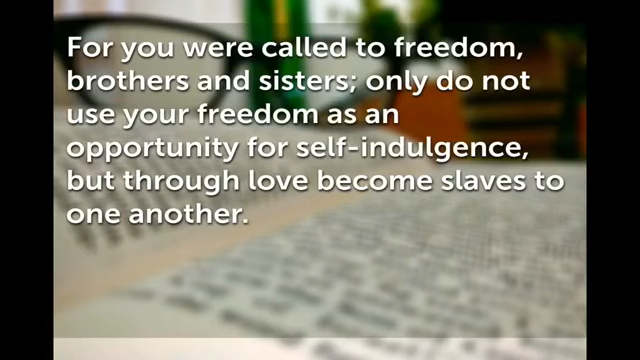 For you were called to freedom,
brothers and sisters; only do not
use your freedom as an
opportunity for self-indulgence,
but through love become slaves to
one another.